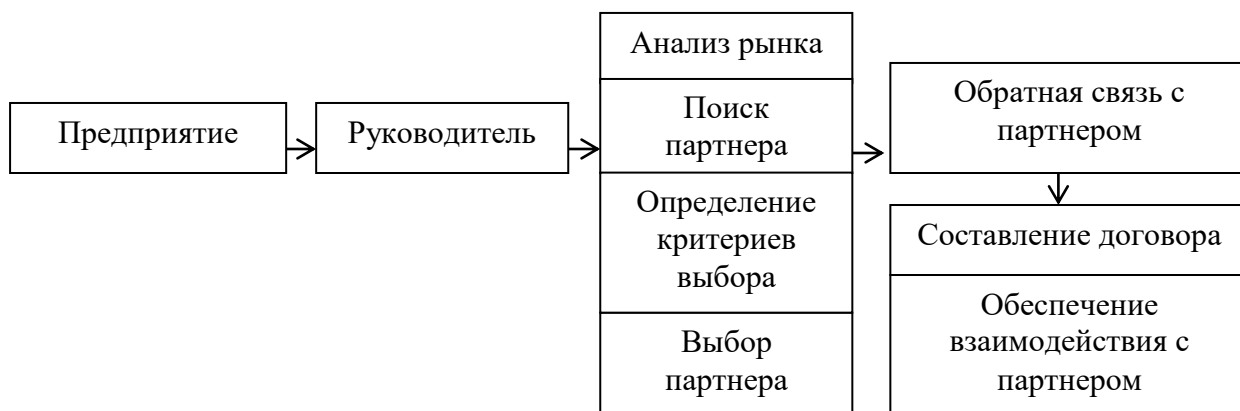 Предприятие
Руководитель
Анализ рынка
Поиск
партнера
Определение
критериев
выбора
Выбор
партнера
Обратная связь с
партнером
Составление договора
Обеспечение
взаимодействия с
партнером